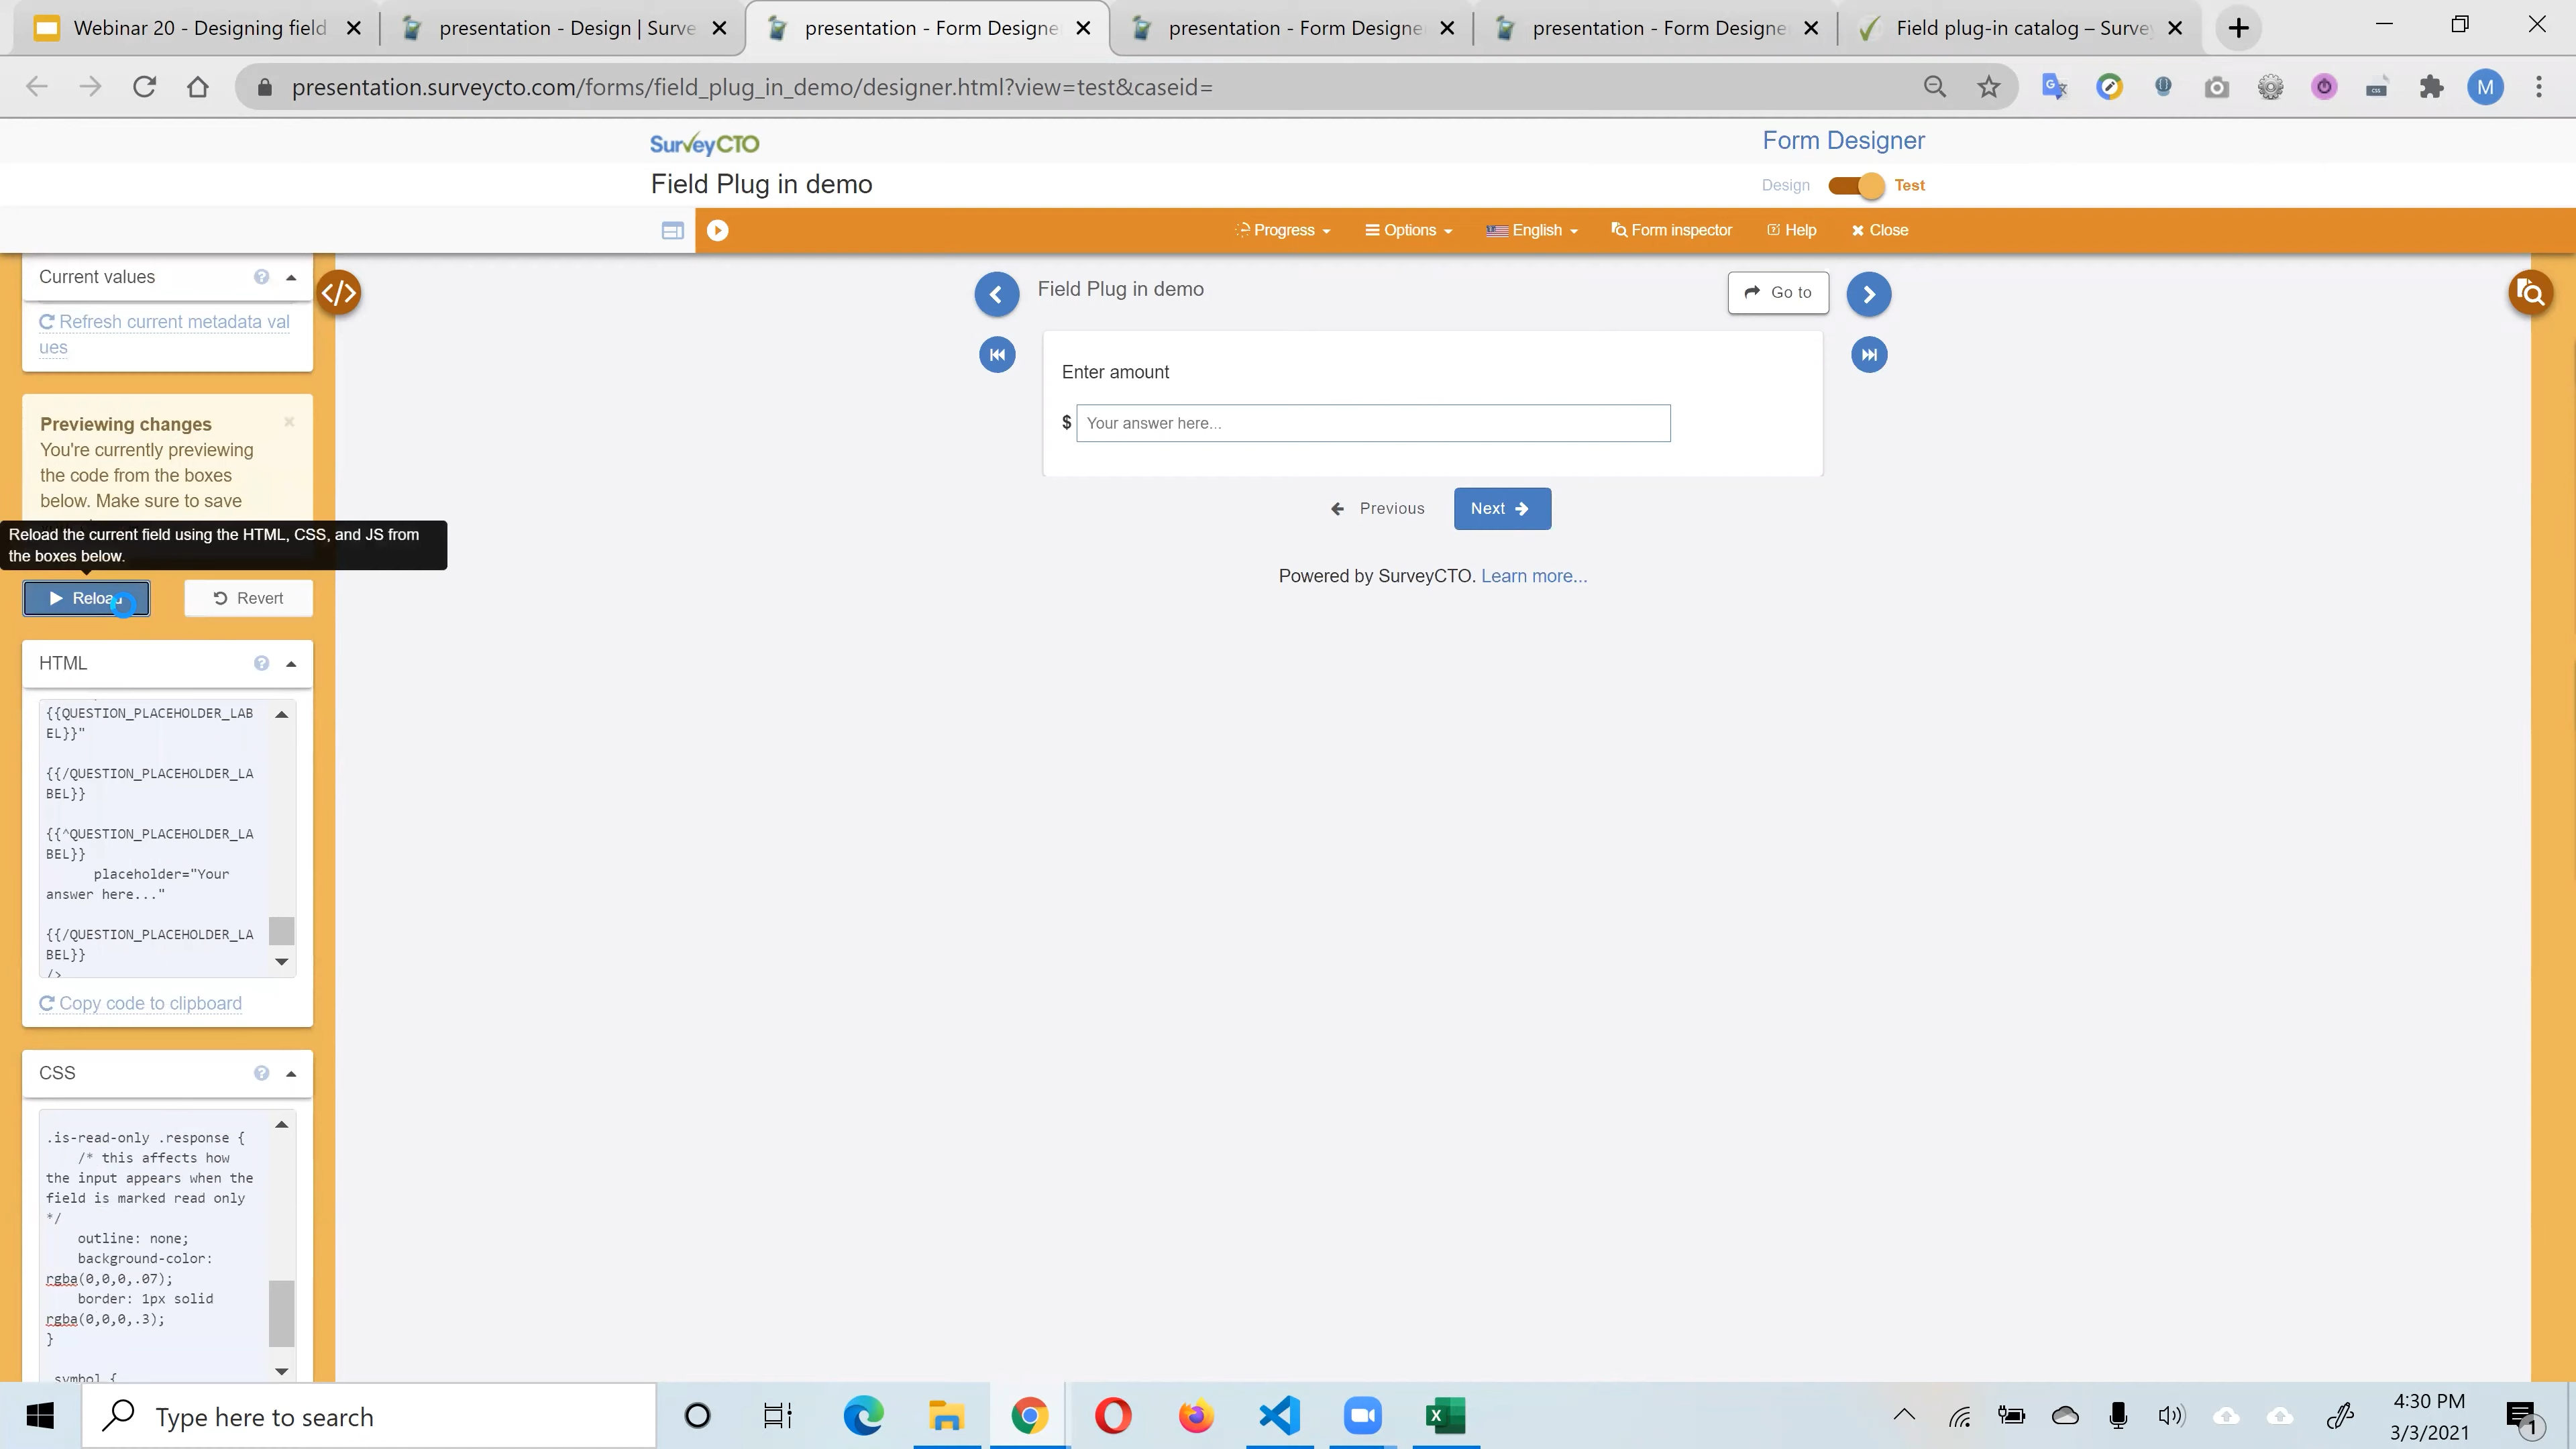 Webinar 20 - Designing field
presentation - Design | Surve
presentation - Form Designe
presentation - Form Designe
presentation - Form Designe
Field plug-in catalog – Surve
presentation.surveycto.com/forms/field_plug_in_demo/designer.html?view=test&caseid=
M
SurveyCTO
Form Designer
Field Plug in demo
Design
Test
Progress
Options
English
Form inspector
Help
Close
Current values
Refresh current metadata val
ues
</>
Field Plug in demo
Go to
Enter amount
$
Your answer here...
Previous
Next
Powered by SurveyCTO. Learn more...
Previewing changes
You're currently previewing
the code from the boxes
below. Make sure to save
Reload the current field using the HTML, CSS, and JS from
the boxes below.
Reload
Revert
HTML
{{QUESTION_PLACEHOLDER_LAB
EL}}"
{{/QUESTION_PLACEHOLDER_LA
BEL}}
{{^QUESTION_PLACEHOLDER_LA
BEL}}
placeholder="Your
answer here..."
{{/QUESTION_PLACEHOLDER_LA
BEL}}
/>
Copy code to clipboard
CSS
.is-read-only .response {
/* this affects how
the input appears when the
field is marked read only
*/
outline: none;
background-color:
rgba(0,0,0,.07);
border: 1px solid
rgba(0,0,0,.3);
}
symbol {
Type here to search
4:30 PM
3/3/2021
1